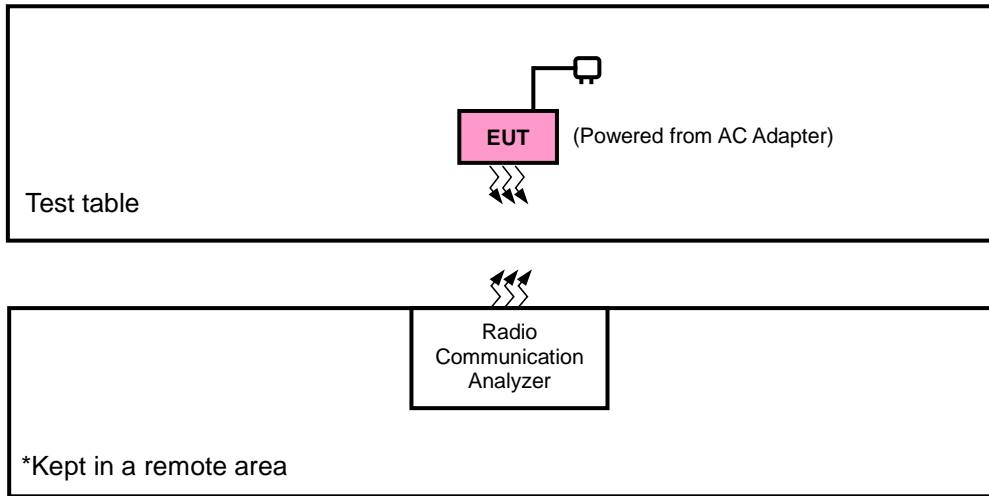 EUT
(Powered from AC Adapter)
Test table
Radio
Communication
Analyzer
*Kept in a remote area